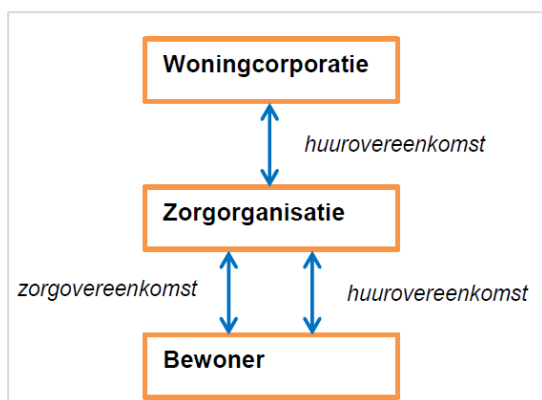 Woningcorporatie
huurovereenkomst
Zorgorganisatie
zorgovereenkomst
huurovereenkomst
Bewoner